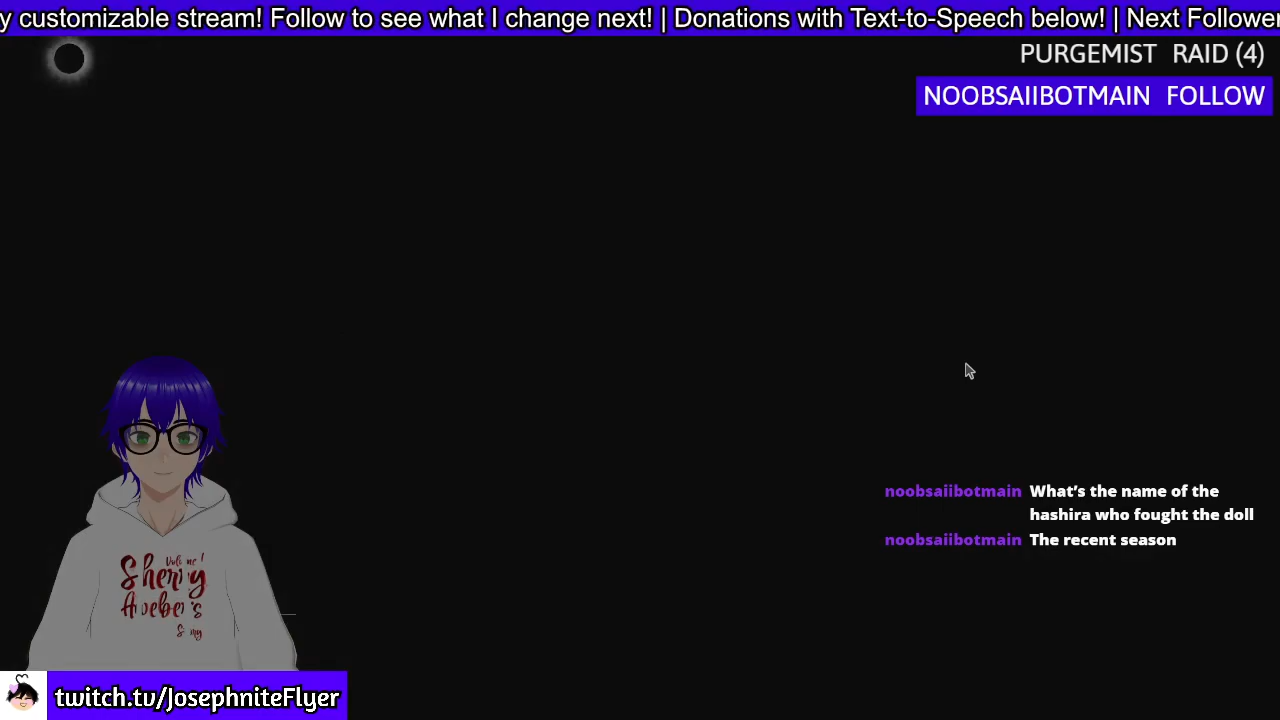 y customizable stream! Follow to see what I change next! | Donations with Text-to-Speech below! | Next Follower
PURGEMIST RAID (4)
NOOBSAIIBOTMAIN FOLLOW
noobsaiibotmain What's the name of the
hashira who fought the doll
noobsaiibotmain The recent season
Sherry
twitch.tv/JosephniteFlyer